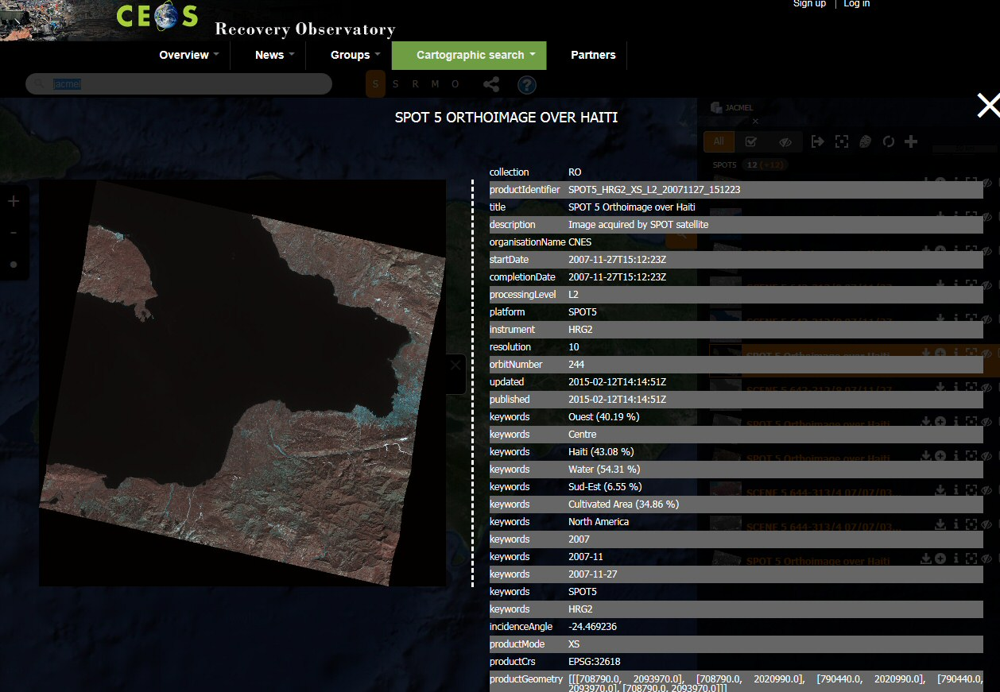 Sign up | Log in
CEOS
Recovery Observatory
Overview News Groups Cartographic search Partners
jacmel
S S R M O ?
JACMEL
SPOT 5 ORTHOIMAGE OVER HAITI
All
SPOT5 12 (+12)
collection RO
productIdentifier SPOT5_HRG2_XS_L2_20071127_151223
title SPOT 5 Orthoimage over Haiti
description Image acquired by SPOT satellite
organisationName CNES
startDate 2007-11-27T15:12:23Z
completionDate 2007-11-27T15:12:23Z
processingLevel L2
platform SPOT5
instrument HRG2
resolution 10
orbitNumber 244
updated 2015-02-12T14:14:51Z
published 2015-02-12T14:14:51Z
keywords Ouest (40.19 %)
keywords Centre
keywords Haiti (43.08 %)
keywords Water (54.31 %)
keywords Sud-Est (6.55 %)
keywords Cultivated Area (34.86 %)
keywords North America
keywords 2007
keywords 2007-11
keywords 2007-11-27
keywords SPOT5
keywords HRG2
incidenceAngle -24.469236
productMode XS
productCrs EPSG:32618
productGeometry [[[708790.0, 2093970.0], [708790.0, 2020990.0], [790440.0, 2020990.0], [790440.0,
2093970.0], [708790.0, 2093970.0]]]
SPOT 5 Orthoimage over Haiti
SPOT 5 Orthoimage over Haiti
SPOT 5 Orthoimage over Haiti
SCENE 5 644-313/4 07/07/03...
SCENE 5 644-313/4 07/07/03...
SPOT 5 Orthoimage over Haiti